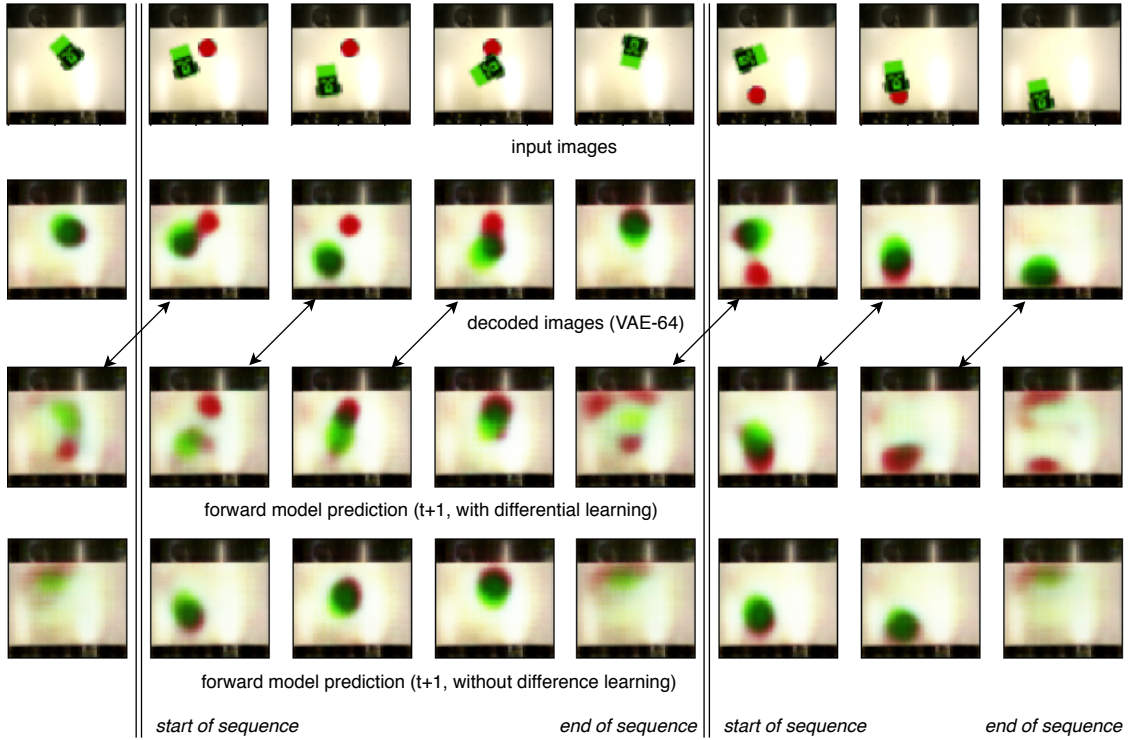 input images
decoded images (VAE-64)
forward model prediction (t+1, with differential learning)
forward model prediction (t+1, without difference learning)
start of sequence
end of sequence
start of sequence
end of sequence